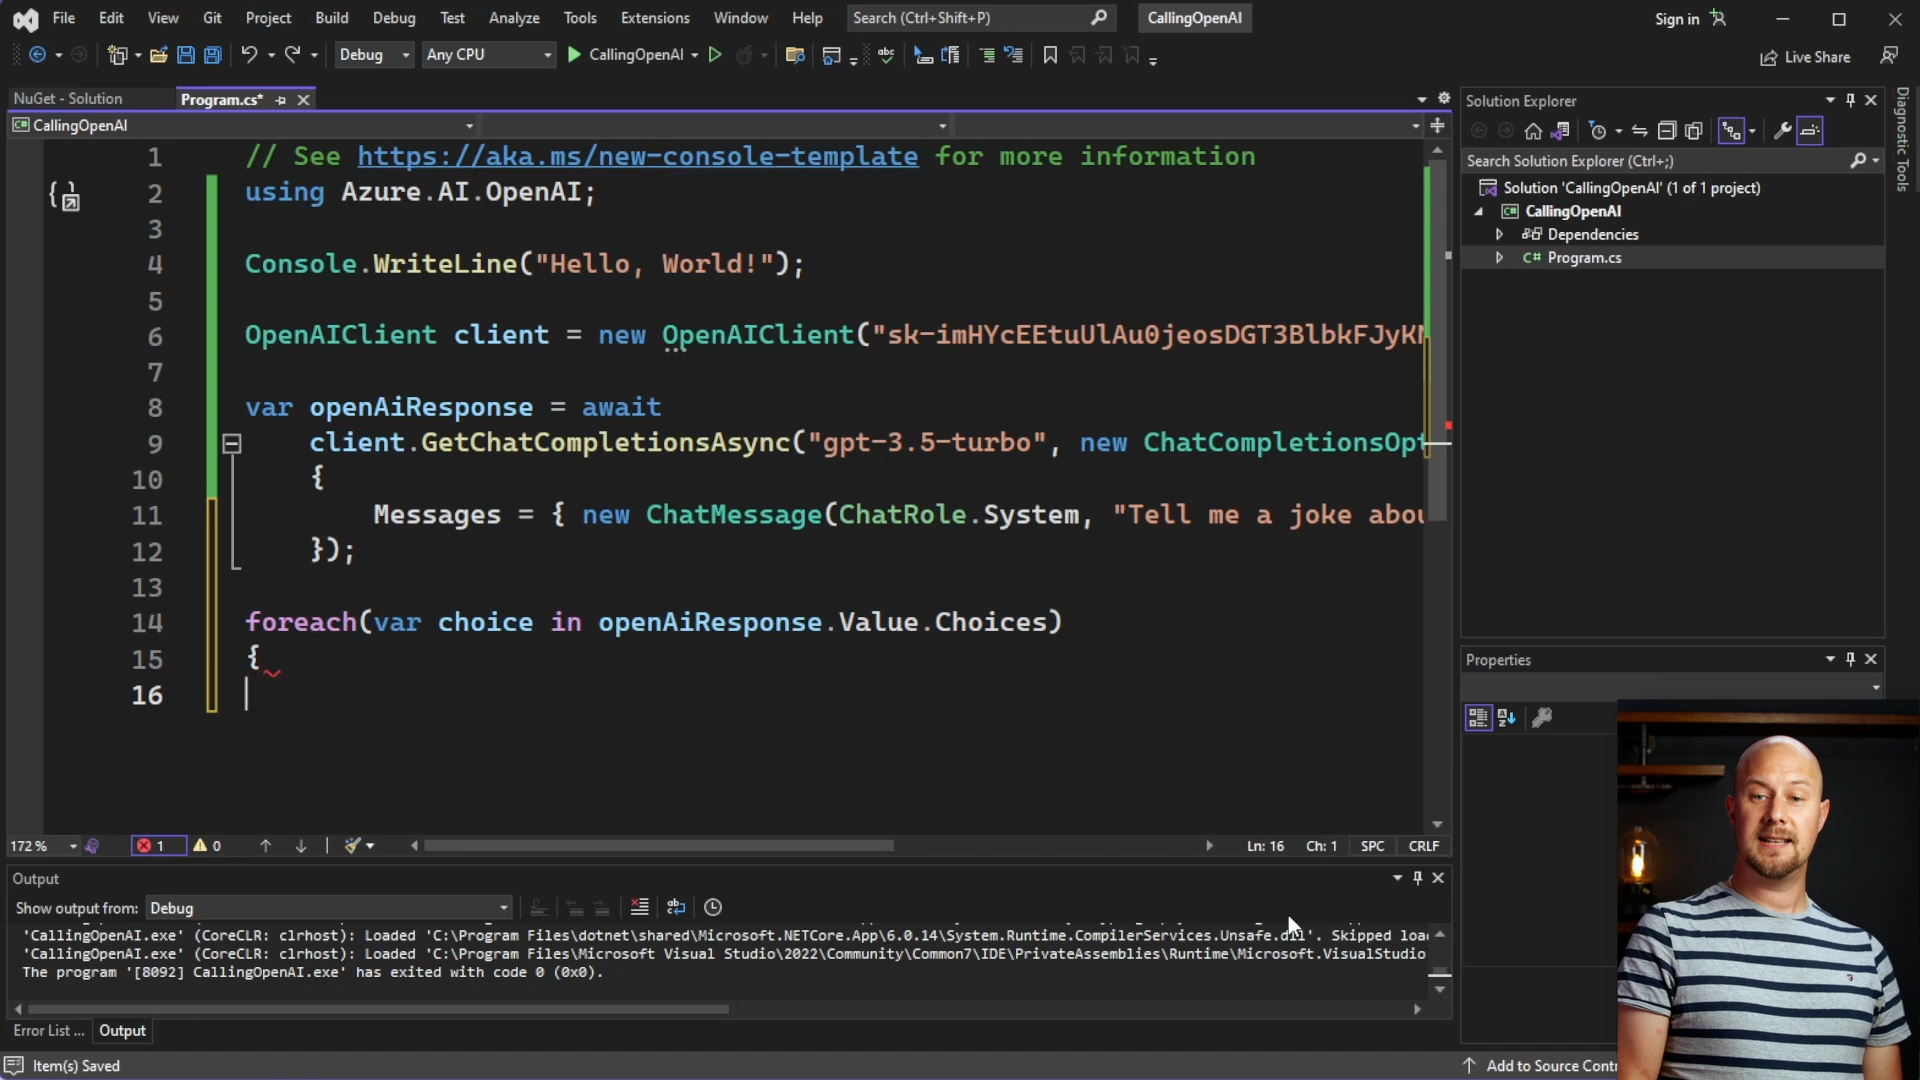 File Edit View Git Project Build Debug Test Analyze Tools Extensions Window Help Search (Ctrl+Shift+P) CallingOpenAI Sign in
Debug Any CPU CallingOpenAI Live Share
NuGet - Solution Program.cs*
CallingOpenAI
1 // See https://aka.ms/new-console-template for more information
2 using Azure.AI.OpenAI;
3
4 Console.WriteLine("Hello, World!");
5
6 OpenAIClient client = new OpenAIClient("sk-imHYcEEtuUlAu0jeosDGT3BlbkFJyK
7
8 var openAiResponse = await
9 client.GetChatCompletionsAsync("gpt-3.5-turbo", new ChatCompletionsOpt
10 {
11 Messages = { new ChatMessage(ChatRole.System, "Tell me a joke abou
12 });
13
14 foreach(var choice in openAiResponse.Value.Choices)
15 {
16
172 % 1 0 Ln: 16 Ch: 1 SPC CRLF
Output
Show output from: Debug
'CallingOpenAI.exe' (CoreCLR: clrhost): Loaded 'C:\Program Files\dotnet\shared\Microsoft.NETCore.App\6.0.14\System.Runtime.CompilerServices.Unsafe.dll'. Skipped loa
'CallingOpenAI.exe' (CoreCLR: clrhost): Loaded 'C:\Program Files\Microsoft Visual Studio\2022\Community\Common7\IDE\PrivateAssemblies\Runtime\Microsoft.VisualStudio
The program '[8092] CallingOpenAI.exe' has exited with code 0 (0x0).
Error List ... Output
Item(s) Saved
Solution Explorer
Search Solution Explorer (Ctrl+;)
Solution 'CallingOpenAI' (1 of 1 project)
CallingOpenAI
Dependencies
C# Program.cs
Properties
Add to Source Contr
Diagnostic Tools